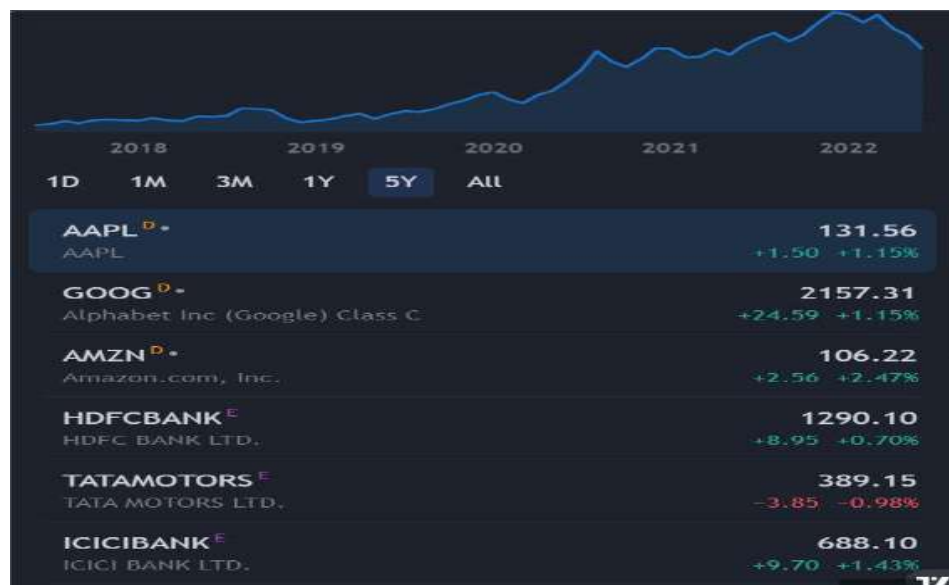 2018 2019 2020 2021 2022
1D 1M 3M 1Y 5Y All
AAPL D 131.56
AAPL +1.50 +1.15%
GOOG D 2157.31
Alphabet Inc (Google) Class C +24.59 +1.15%
AMZN D 106.22
Amazon.com, Inc. +2.56 +2.47%
HDFCBANK E 1290.10
HDFC BANK LTD. +8.95 +0.70%
TATAMOTORS E 389.15
TATA MOTORS LTD. −3.85 −0.98%
ICICIBANK E 688.10
ICICI BANK LTD. +9.70 +1.43%